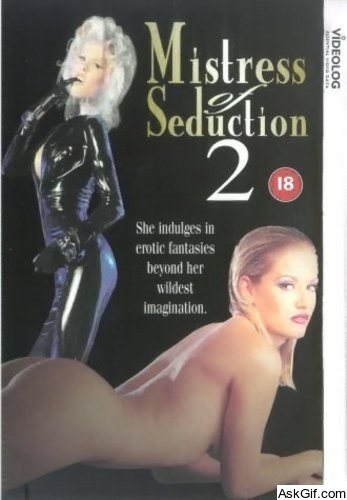 Mistress
of
Seduction
2
18
She indulges in
erotic fantasies
beyond her
wildest
imagination.
VIDEOLOG
AskGif.com